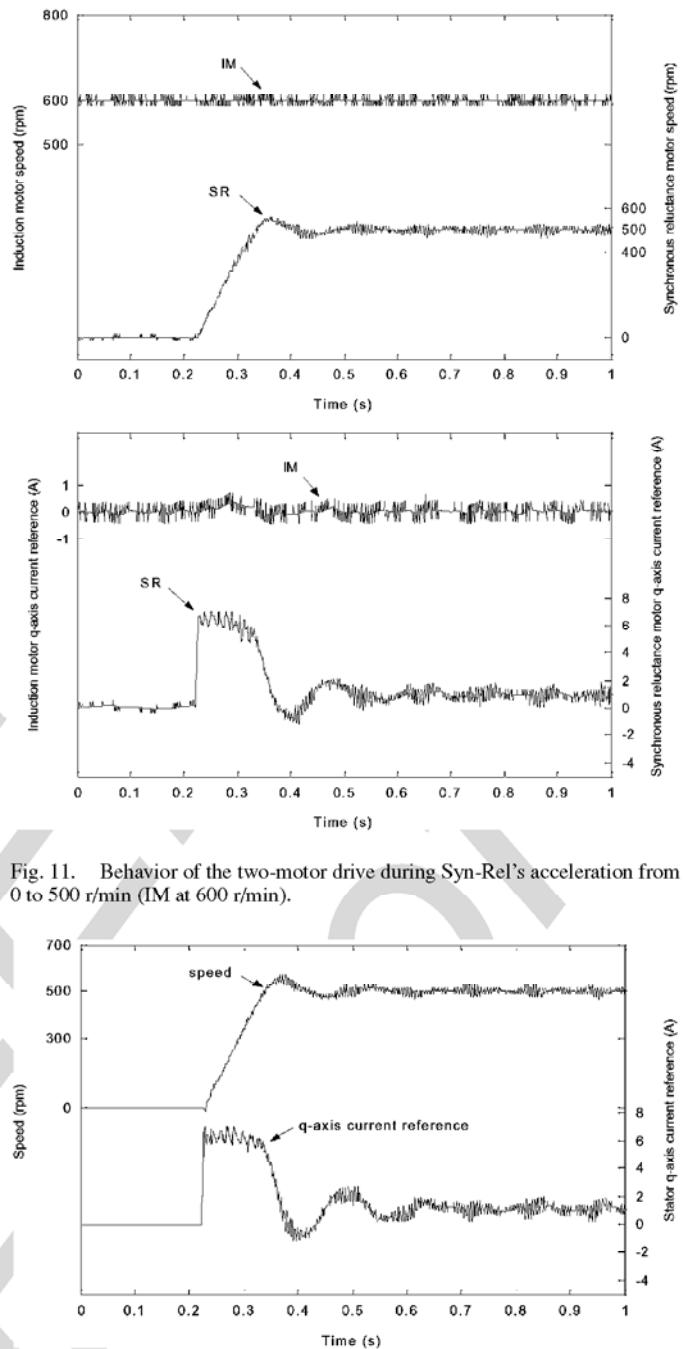 800
600
500
Induction motor speed (rpm)
IM
SR
600
500
400
0
Synchronous reluctance motor speed (rpm)
0 0.1 0.2 0.3 0.4 0.5 0.6 0.7 0.8 0.9 1
Time (s)
1
0
-1
Induction motor q-axis current reference (A)
IM
SR
8
6
4
2
0
-2
-4
Synchronous reluctance motor q-axis current reference (A)
0 0.1 0.2 0.3 0.4 0.5 0.6 0.7 0.8 0.9 1
Time (s)
Fig. 11. Behavior of the two-motor drive during Syn-Rel's acceleration from
0 to 500 r/min (IM at 600 r/min).
700
500
300
0
Speed (rpm)
speed
q-axis current reference
8
6
4
2
0
-2
-4
Stator q-axis current reference (A)
0 0.1 0.2 0.3 0.4 0.5 0.6 0.7 0.8 0.9 1
Time (s)